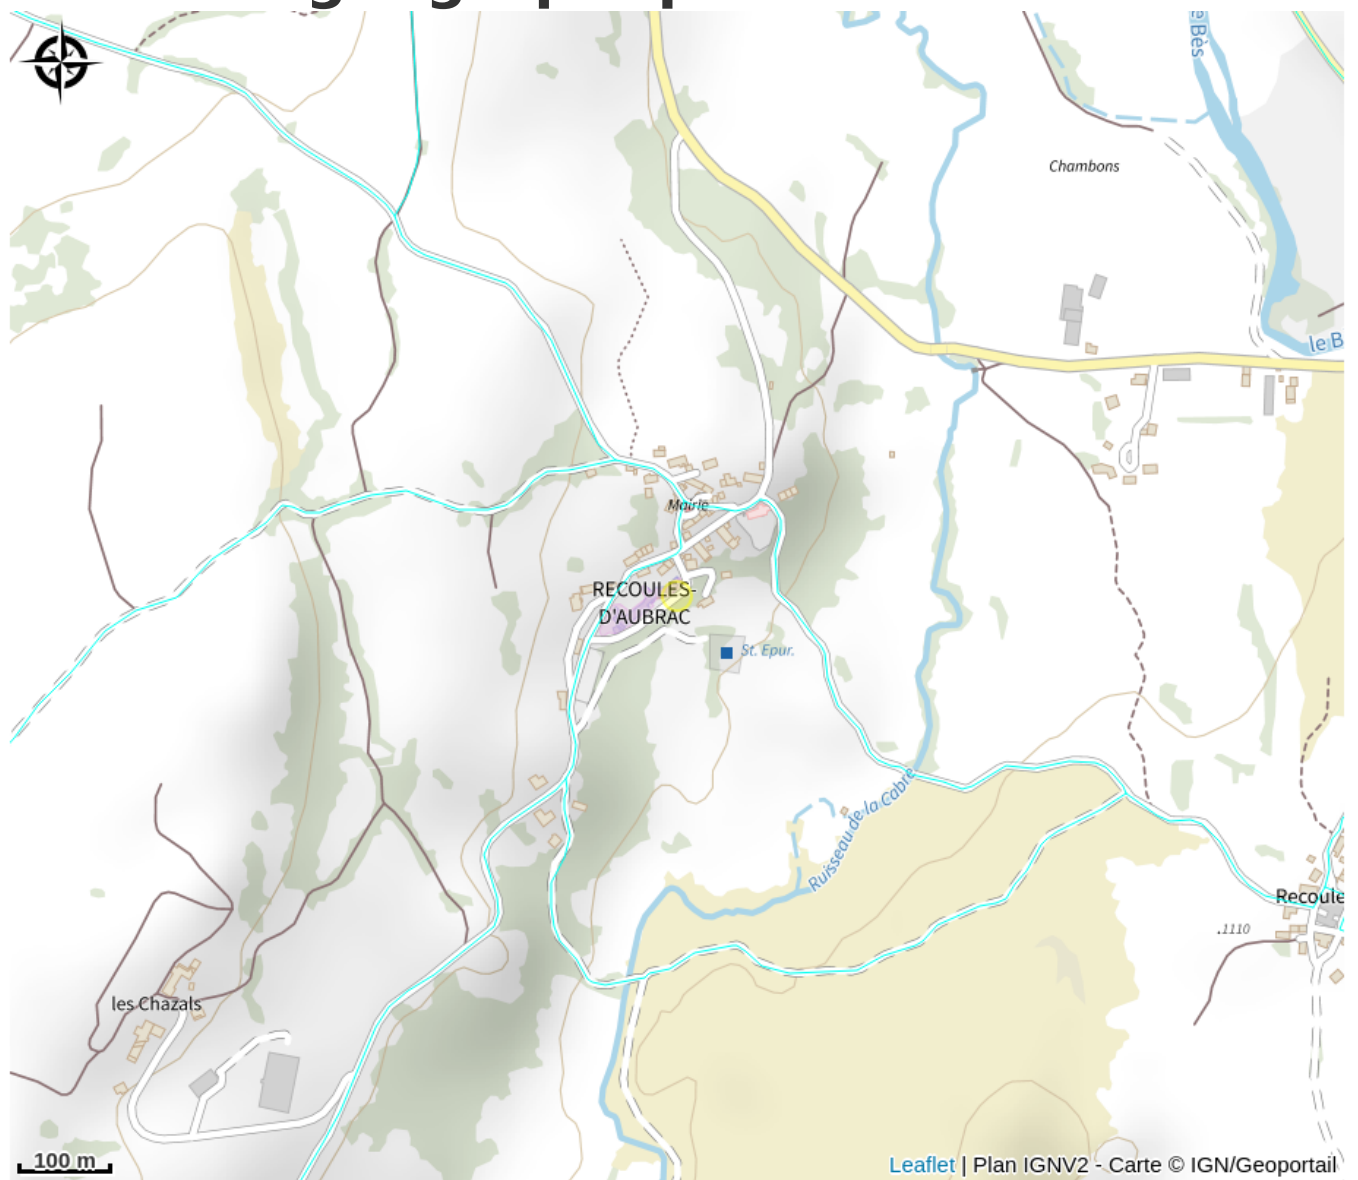 e Bès
Chambons
le B
Mairie
RECOULES-
D'AUBRAC
St. Epur.
Ruisseau de la Cabre
Recoule
.1110
les Chazals
100 m
Leaflet | Plan IGNV2 - Carte © IGN/Geoportail